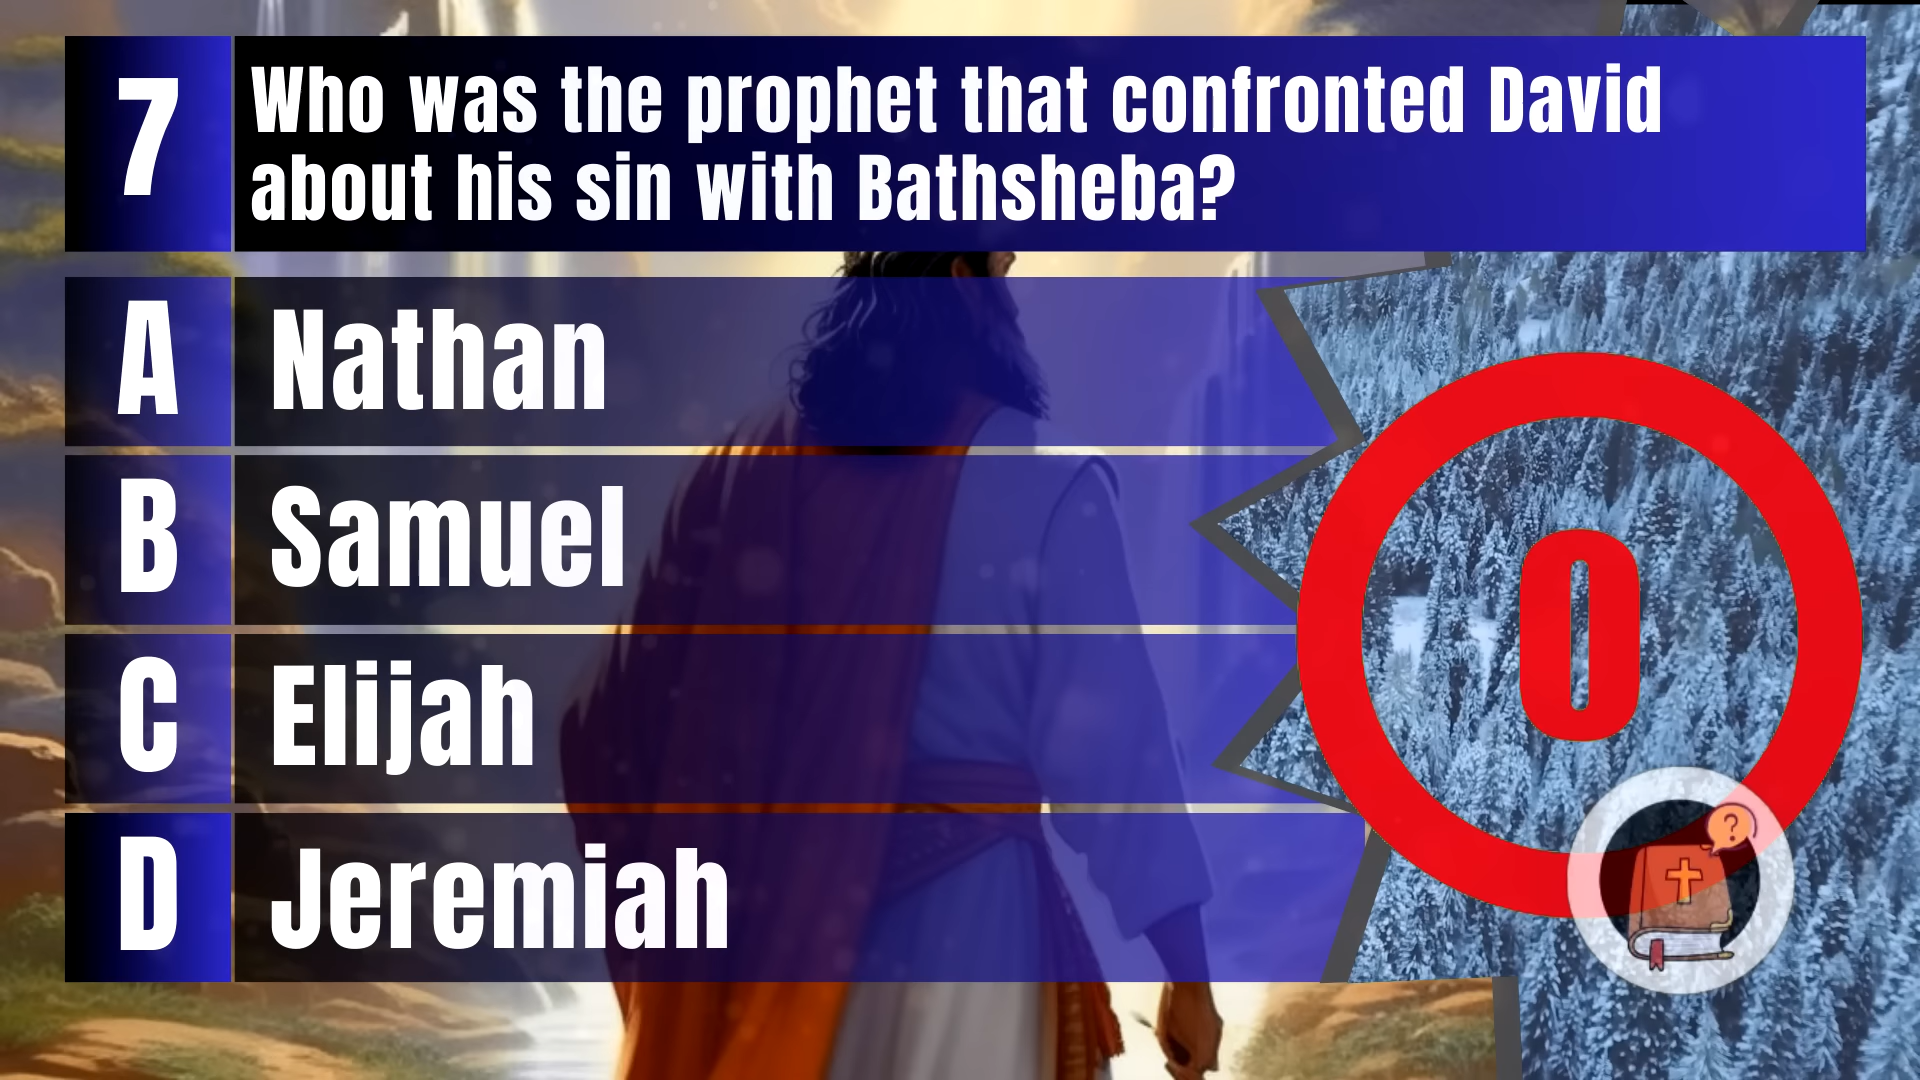 7
Who was the prophet that confronted David
about his sin with Bathsheba?
A
Nathan
B
Samuel
C
Elijah
D
Jeremiah
0
?